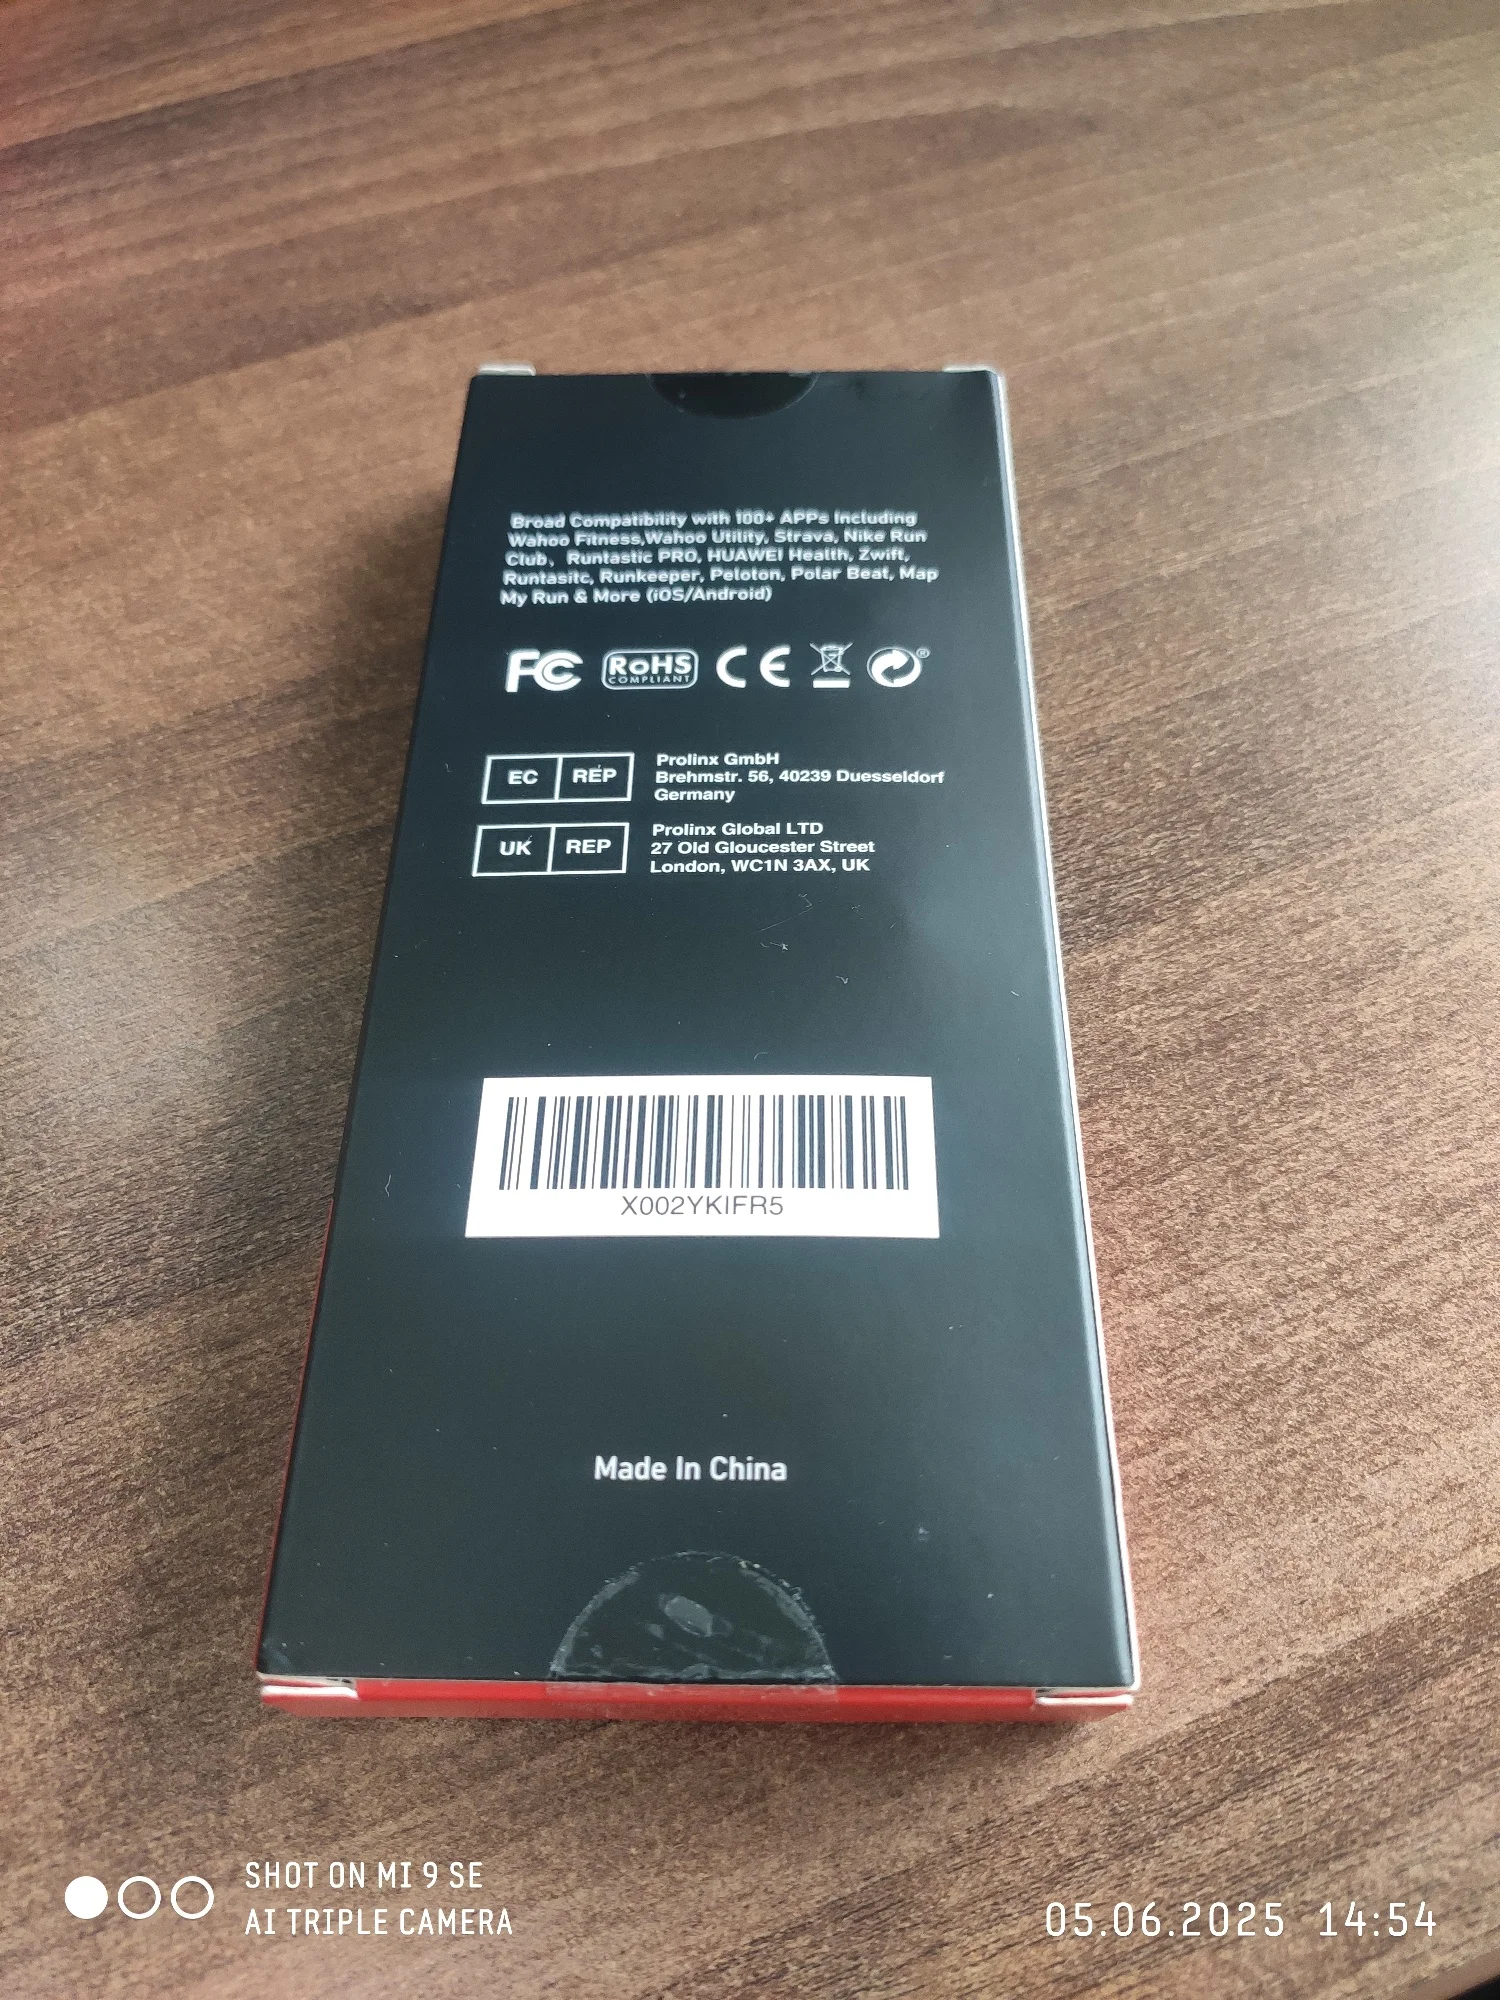 Broad Compatibility with 100+ APPs Including
Wahoo Fitness,Wahoo Utility, Strava, Nike Run
Club、Runtastic PRO, HUAWEI Health, Zwift,
Runtasitc, Runkeeper, Peloton, Polar Beat, Map
My Run & More (iOS/Android)
FC RoHS COMPLIANT CE ®
EC REP
Prolinx GmbH
Brehmstr. 56, 40239 Duesseldorf
Germany
UK REP
Prolinx Global LTD
27 Old Gloucester Street
London, WC1N 3AX, UK
X002YKIFR5
Made In China
SHOT ON MI 9 SE
AI TRIPLE CAMERA
05.06.2025 14:54